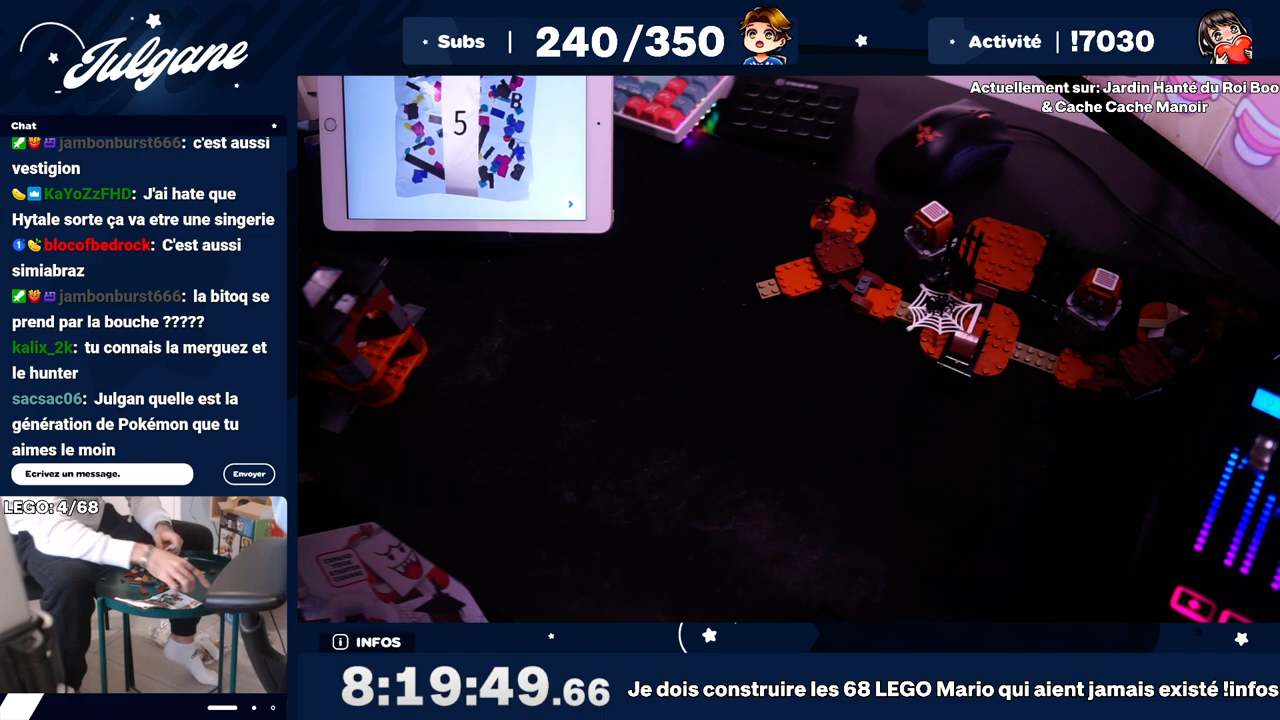 Julgane
Subs | 240/350
Activité | !7030
Actuellement sur: Jardin Hanté du Roi Boo
& Cache Cache Manoir
Chat
jambonburst666: c'est aussi
vestigion
KaYoZzFHD: J'ai hate que
Hytale sorte ça va etre une singerie
blocofbedrock: C'est aussi
simiabraz
jambonburst666: la bitoq se
prend par la bouche ?????
kalix_2k: tu connais la merguez et
le hunter
sacsac06: Julgan quelle est la
génération de Pokémon que tu
aimes le moin
Ecrivez un message.
Envoyer
5
B
LEGO: 4/68
EXPAND YOUR
STARTER
COURSE
INFOS
8:19:49.66
Je dois construire les 68 LEGO Mario qui aient jamais existé !infos